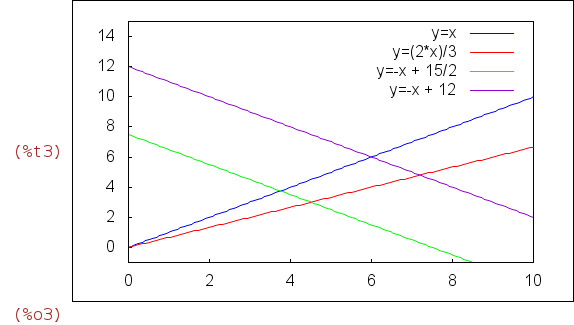 14
y=x
12
y=(2*x)/3
y=-x + 15/2
10
y=-x + 12
8
(%t3)
6
4
2
0
0 2 4 6 8 10
(%o3)